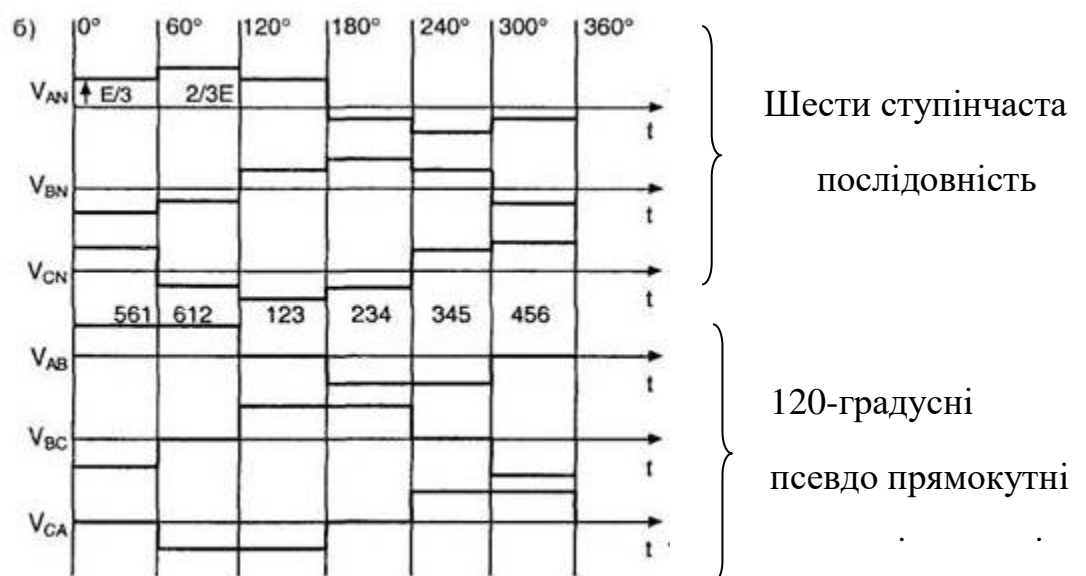 б) 0° 60° 120° 180° 240° 300° 360°
V_AN E/3 2/3E
t
V_BN
t
V_CN
t
561 612 123 234 345 456
V_AB
t
V_BC
t
V_CA
t
Шести ступінчаста
послідовність
120-градусні
псевдо прямокутні